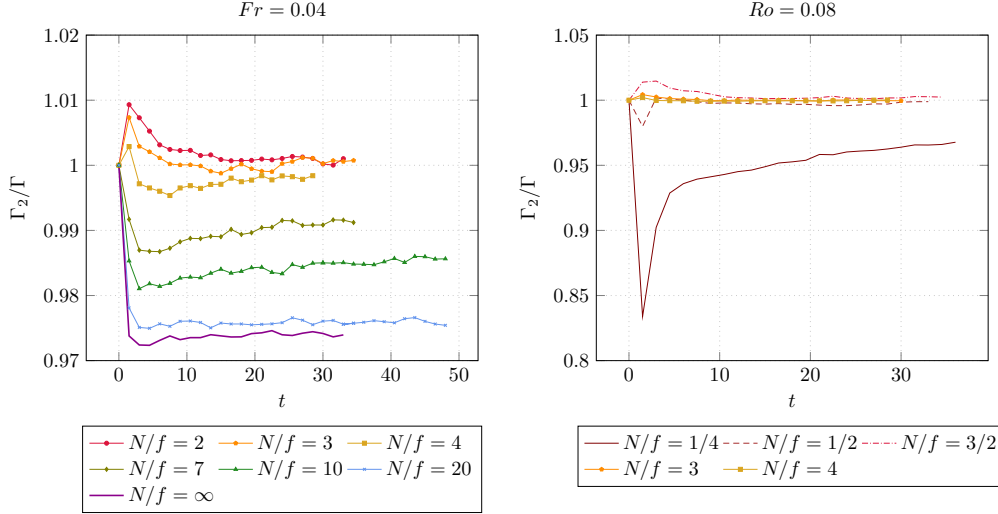 Fr = 0.04
1.02
1.01
1
0.99
0.98
0.97
Γ₂/Γ
0 10 20 30 40 50
t
N/f = 2 N/f = 3 N/f = 4
N/f = 7 N/f = 10 N/f = 20
N/f = ∞
Ro = 0.08
1.05
1
0.95
0.9
0.85
0.8
Γ₂/Γ
0 10 20 30
t
N/f = 1/4 N/f = 1/2 N/f = 3/2
N/f = 3 N/f = 4